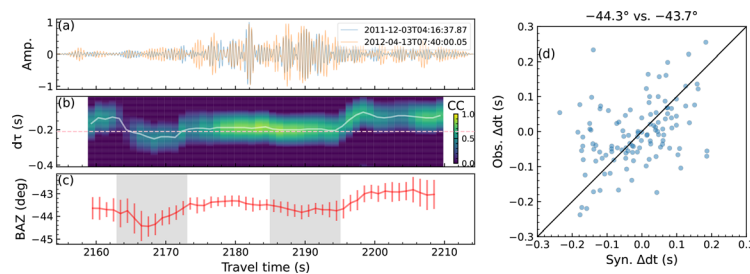 (a)
1
0
−1
Amp.
2011-12-03T04:16:37.87
2012-04-13T07:40:00.05
(b)
−0.2
−0.4
dτ (s)
CC
1.0
0.5
0.0
(c)
−43
−44
−45
BAZ (deg)
2160 2170 2180 2190 2200 2210
Travel time (s)
−44.3° vs. −43.7°
(d)
0.3
0.2
0.1
0.0
−0.1
−0.2
−0.3
Obs. Δdt (s)
−0.3 −0.2 −0.1 0.0 0.1 0.2 0.3
Syn. Δdt (s)